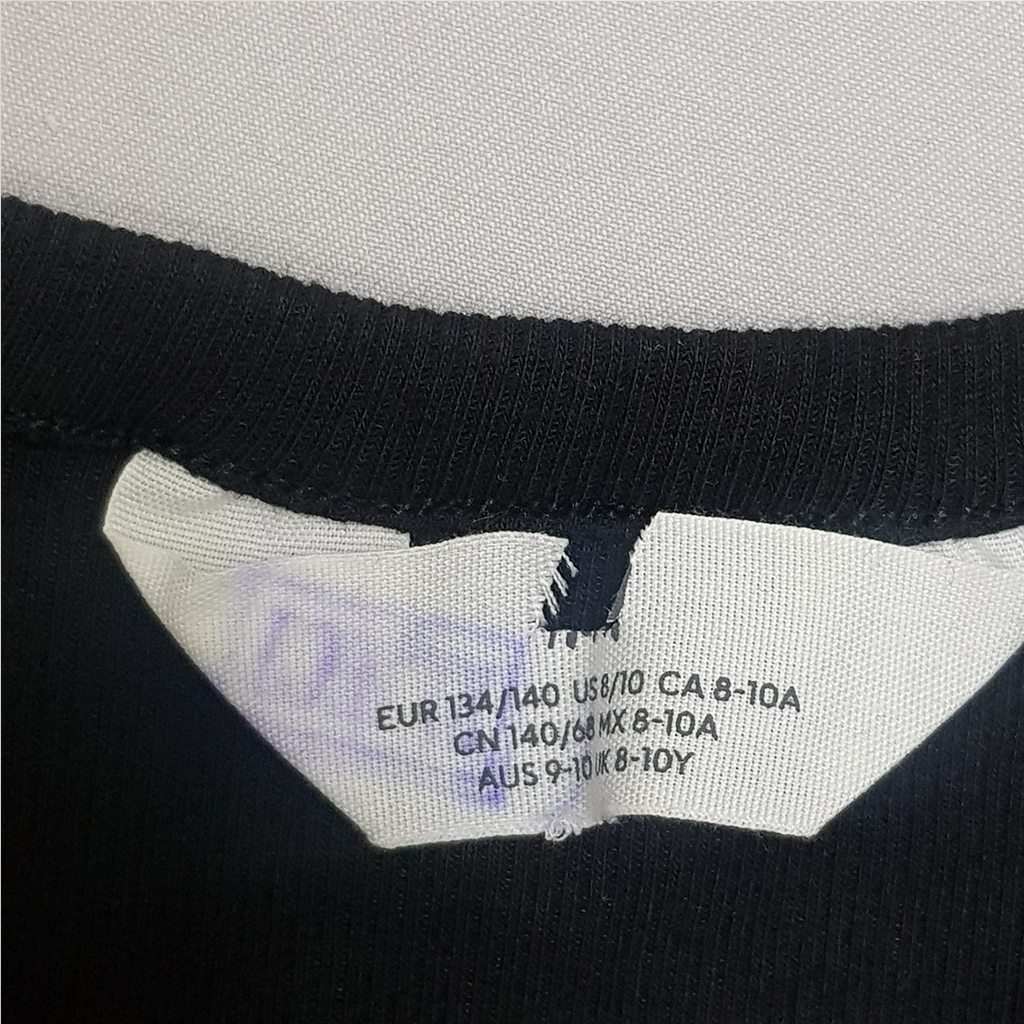 EUR 134/140 US 8/10 CA 8-10A
CN 140/68 MX 8-10A
AUS 9-10 UK 8-10Y